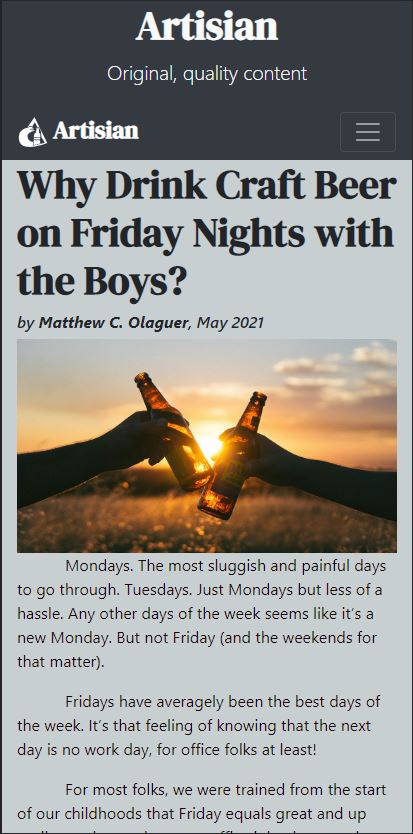 Artisian
Original, quality content
Artisian
Why Drink Craft Beer
on Friday Nights with
the Boys?
by Matthew C. Olaguer, May 2021
Mondays. The most sluggish and painful days
to go through. Tuesdays. Just Mondays but less of a
hassle. Any other days of the week seems like it's a
new Monday. But not Friday (and the weekends for
that matter).
Fridays have averagely been the best days of
the week. It's that feeling of knowing that the next
day is no work day, for office folks at least!
For most folks, we were trained from the start
of our childhoods that Friday equals great and up